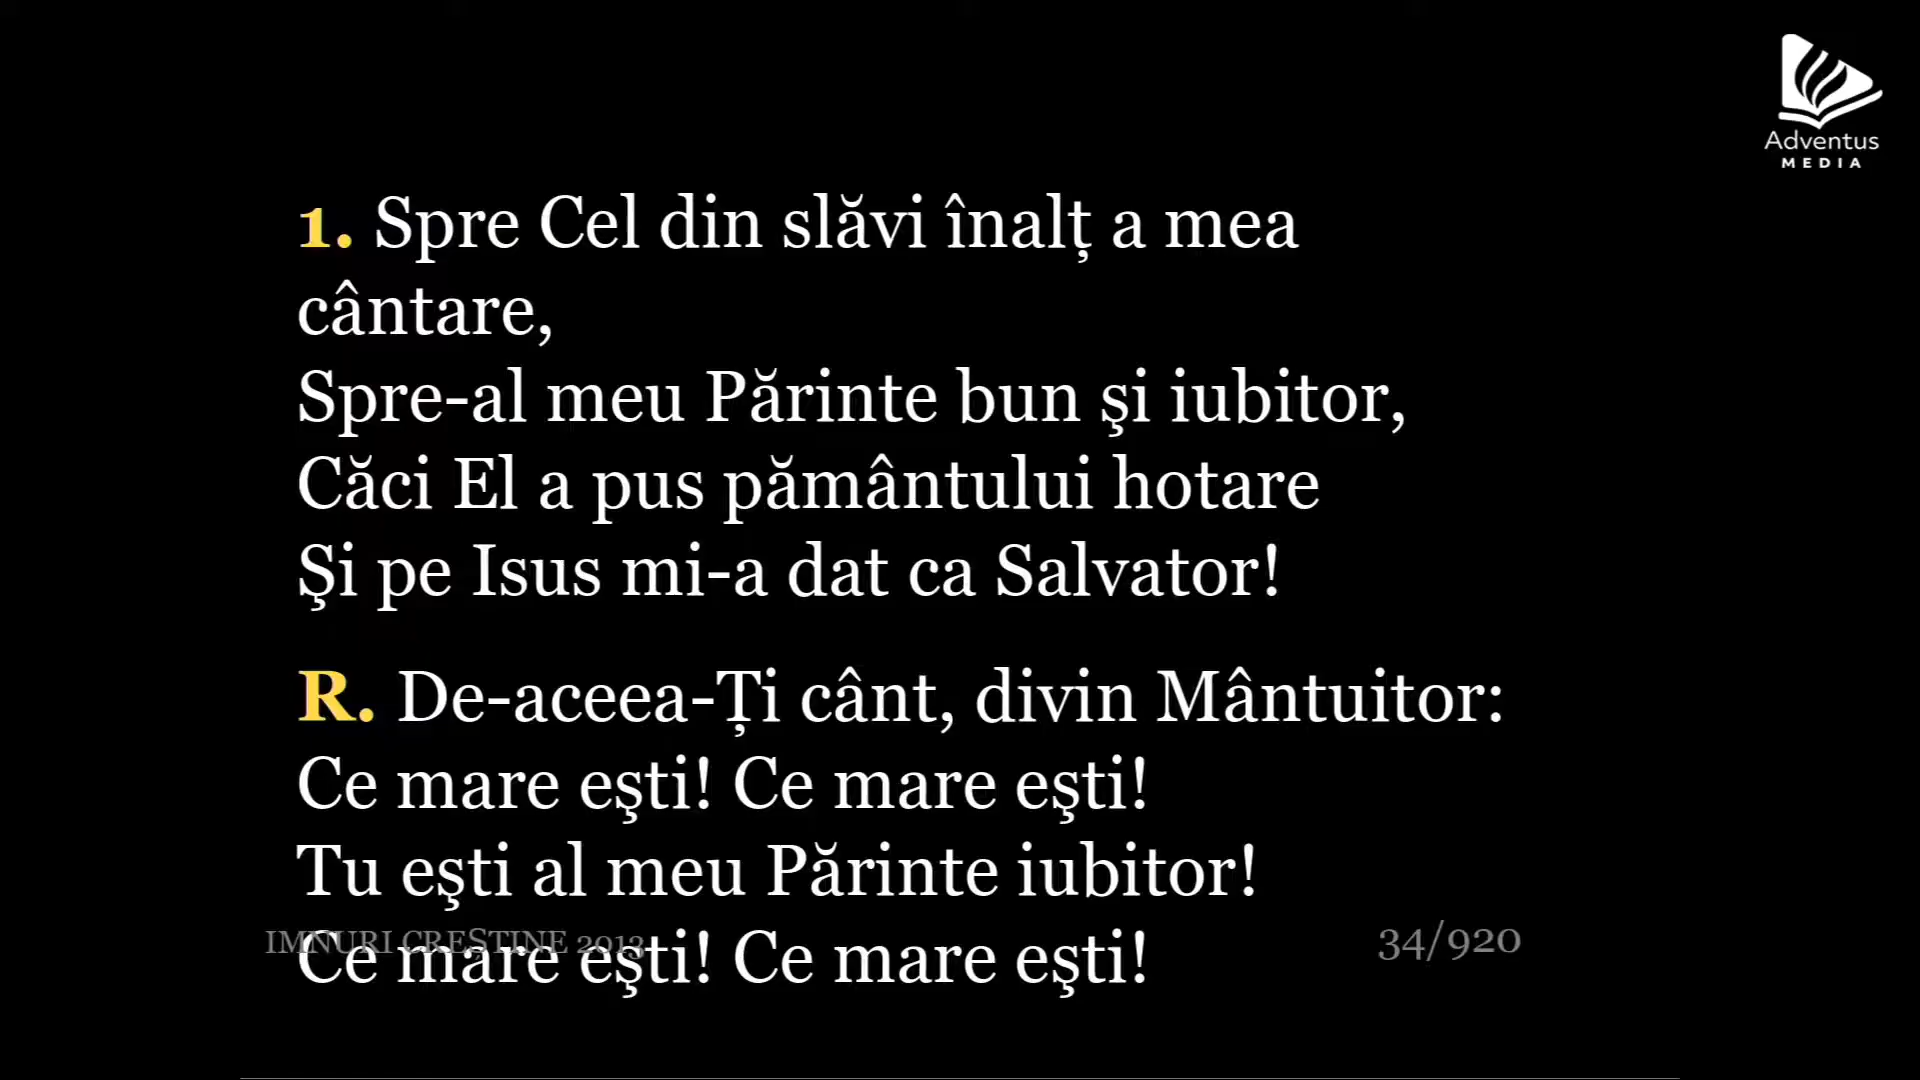 Adventus
MEDIA
1. Spre Cel din slăvi înalț a mea
cântare,
Spre-al meu Părinte bun şi iubitor,
Căci El a pus pământului hotare
Şi pe Isus mi-a dat ca Salvator!
R. De-aceea-Ți cânt, divin Mântuitor:
Ce mare eşti! Ce mare eşti!
Tu eşti al meu Părinte iubitor!
Ce mare eşti! Ce mare eşti!
IMNURI CREȘTINE 2013
34/920